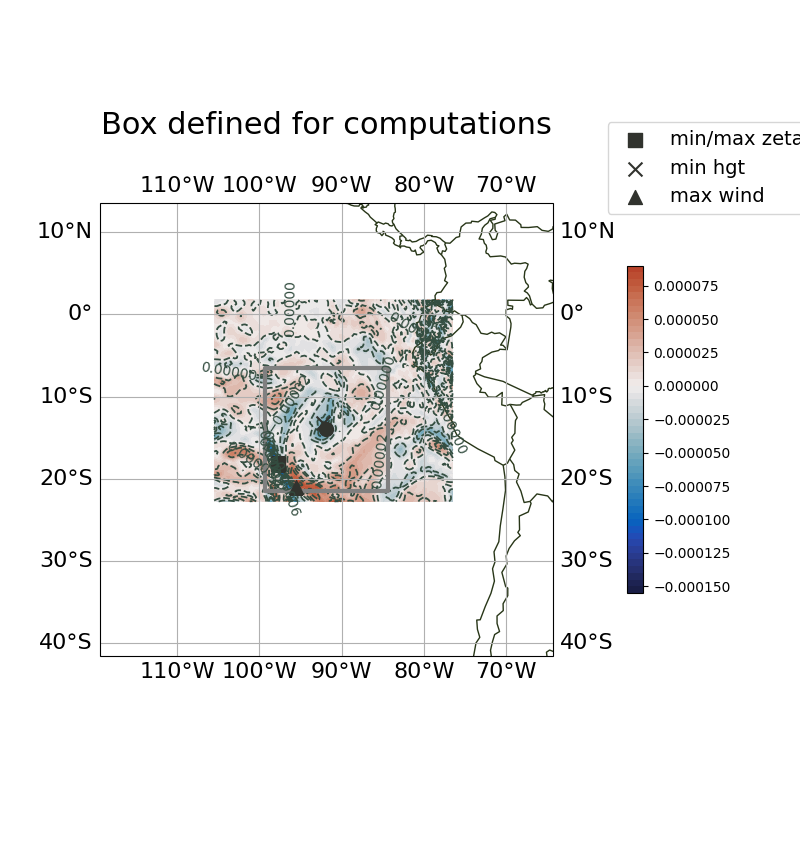 Box defined for computations
min/max zeta
min hgt
max wind
110°W 100°W 90°W 80°W 70°W
10°N 10°N
0° 0°
10°S 10°S
20°S 20°S
30°S 30°S
40°S 40°S
110°W 100°W 90°W 80°W 70°W
0.000075
0.000050
0.000025
0.000000
−0.000025
−0.000050
−0.000075
−0.000100
−0.000125
−0.000150
0.00000